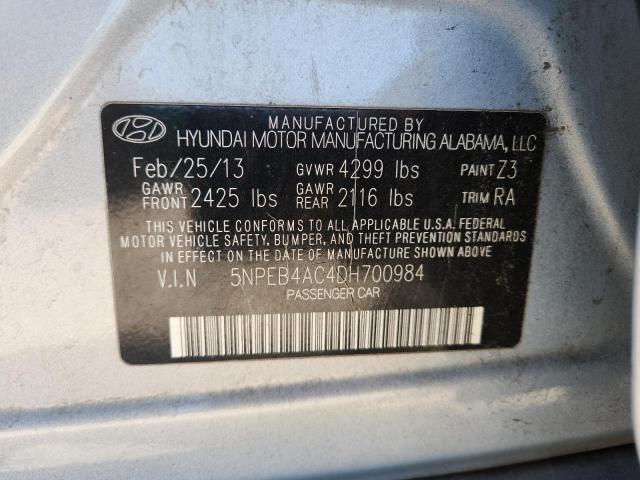 MANUFACTURED BY
HYUNDAI MOTOR MANUFACTURING ALABAMA, LLC
Feb/25/13 GVWR 4299 lbs PAINT Z3
GAWR FRONT 2425 lbs GAWR REAR 2116 lbs TRIM RA
THIS VEHICLE CONFORMS TO ALL APPLICABLE U.S.A. FEDERAL
MOTOR VEHICLE SAFETY, BUMPER, AND THEFT PREVENTION STANDARDS
IN EFFECT ON THE DATE OF MANUFACTURE SHOWN ABOVE.
V.I.N 5NPEB4AC4DH700984
PASSENGER CAR